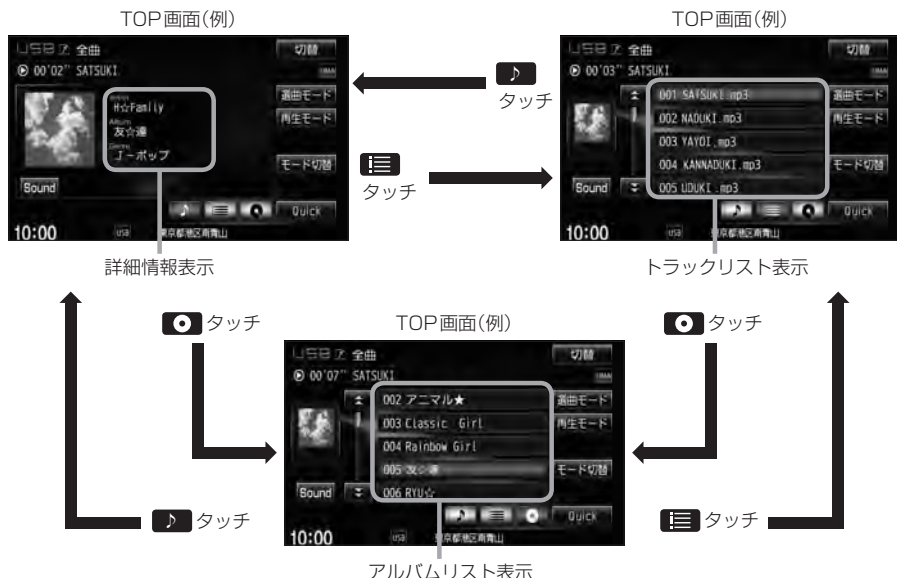 TOP画面(例)
USB 全曲
切替
00'02" SATSUKI
H☆Family
Album
友☆達
Genre
J-ポップ
選曲モード
再生モード
モード切替
Sound
Quick
10:00
USB
東京都港区南青山
詳細情報表示
タッチ
タッチ
TOP画面(例)
USB 全曲
切替
00'03" SATSUKI
001 SATSUKI.mp3
002 NADUKI.mp3
003 YAYOI.mp3
004 KANNADUKI.mp3
005 UDUKI.mp3
選曲モード
再生モード
モード切替
Sound
Quick
10:00
USB
東京都港区南青山
トラックリスト表示
タッチ
タッチ
TOP画面(例)
USB 全曲
切替
00'07" SATSUKI
002 アニマル★
003 Classic Girl
004 Rainbow Girl
005 友☆達
006 RYU☆
選曲モード
再生モード
モード切替
Sound
Quick
10:00
USB
東京都港区南青山
タッチ
タッチ
アルバムリスト表示